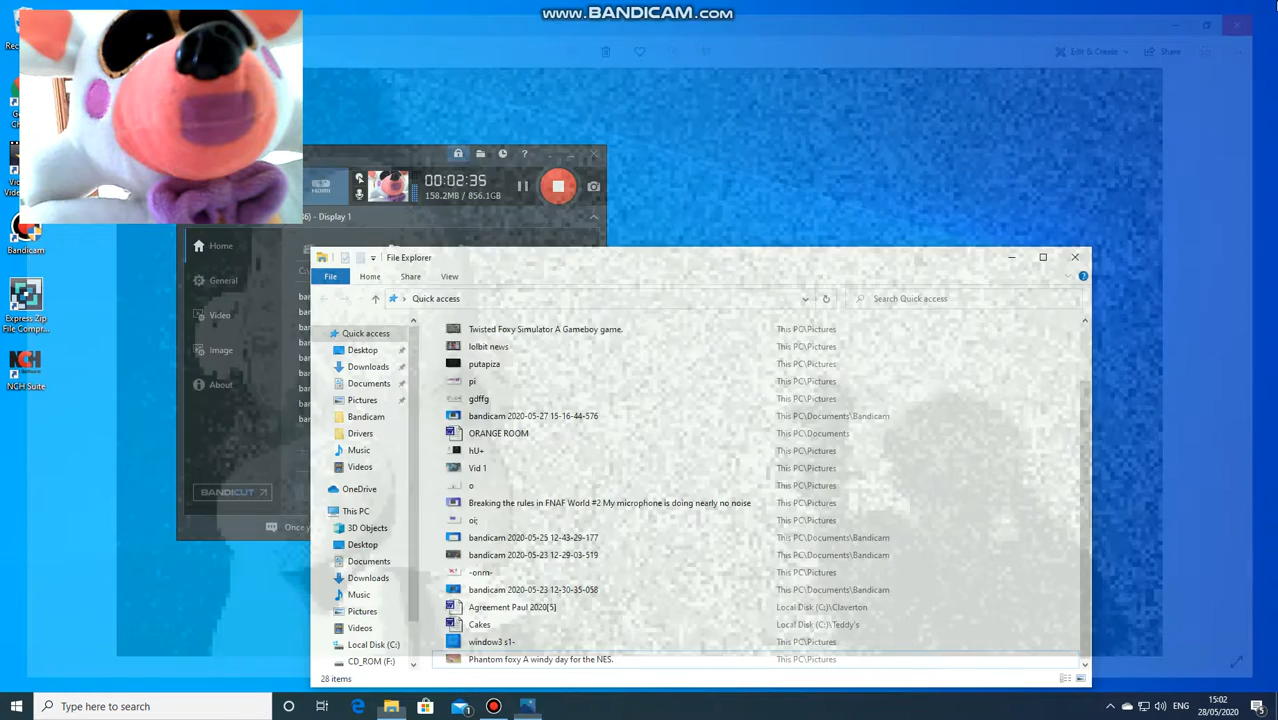 www.BANDICAM.com
Edit & Create
Share
HDMI
00:02:35
158.2MB / 856.1GB
- Display 1
Home
General
Video
Image
About
BANDICUT
Bandicam
Express Zip
File Compr...
NCH Suite
File Explorer
File
Home
Share
View
Quick access
Search Quick access
Quick access
Desktop
Downloads
Documents
Pictures
Bandicam
Drivers
Music
Videos
OneDrive
This PC
3D Objects
Desktop
Documents
Downloads
Music
Pictures
Videos
Local Disk (C:)
CD_ROM (F:)
Twisted Foxy Simulator A Gameboy game. This PC\Pictures
lolbit news This PC\Pictures
putapiza This PC\Pictures
pi This PC\Pictures
gdffg This PC\Pictures
bandicam 2020-05-27 15-16-44-576 This PC\Documents\Bandicam
ORANGE ROOM This PC\Documents
hU+ This PC\Pictures
Vid 1 This PC\Pictures
o This PC\Pictures
Breaking the rules in FNAF World #2 My microphone is doing nearly no noise This PC\Pictures
oi; This PC\Pictures
bandicam 2020-05-25 12-43-29-177 This PC\Documents\Bandicam
bandicam 2020-05-23 12-29-03-519 This PC\Documents\Bandicam
-onm- This PC\Pictures
bandicam 2020-05-23 12-30-35-058 This PC\Documents\Bandicam
Agreement Paul 2020[5] Local Disk (C:)\Claverton
Cakes Local Disk (C:)\Teddy's
window3 s1- This PC\Pictures
Phantom foxy A windy day for the NES. This PC\Pictures
28 items
Type here to search
1
ENG
15:02
28/05/2020
5